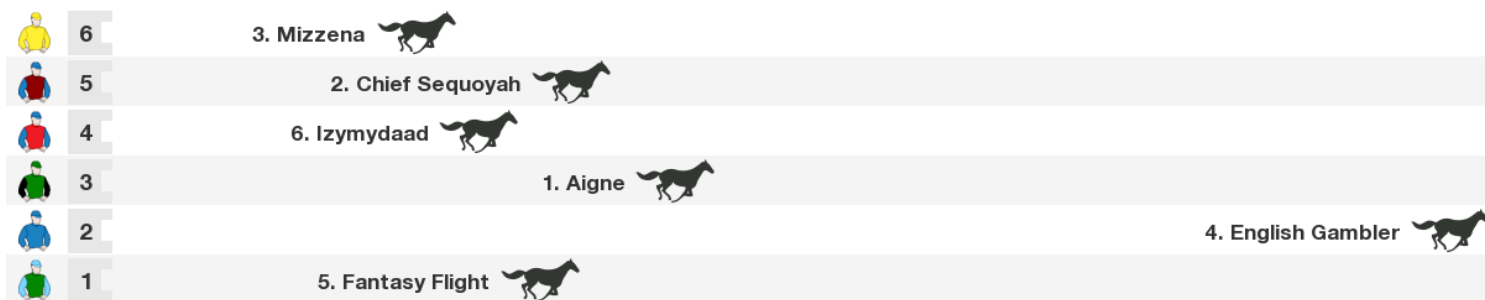 6 3. Mizzena
5 2. Chief Sequoyah
4 6. Izymydaad
3 1. Aigne
2 4. English Gambler
1 5. Fantasy Flight